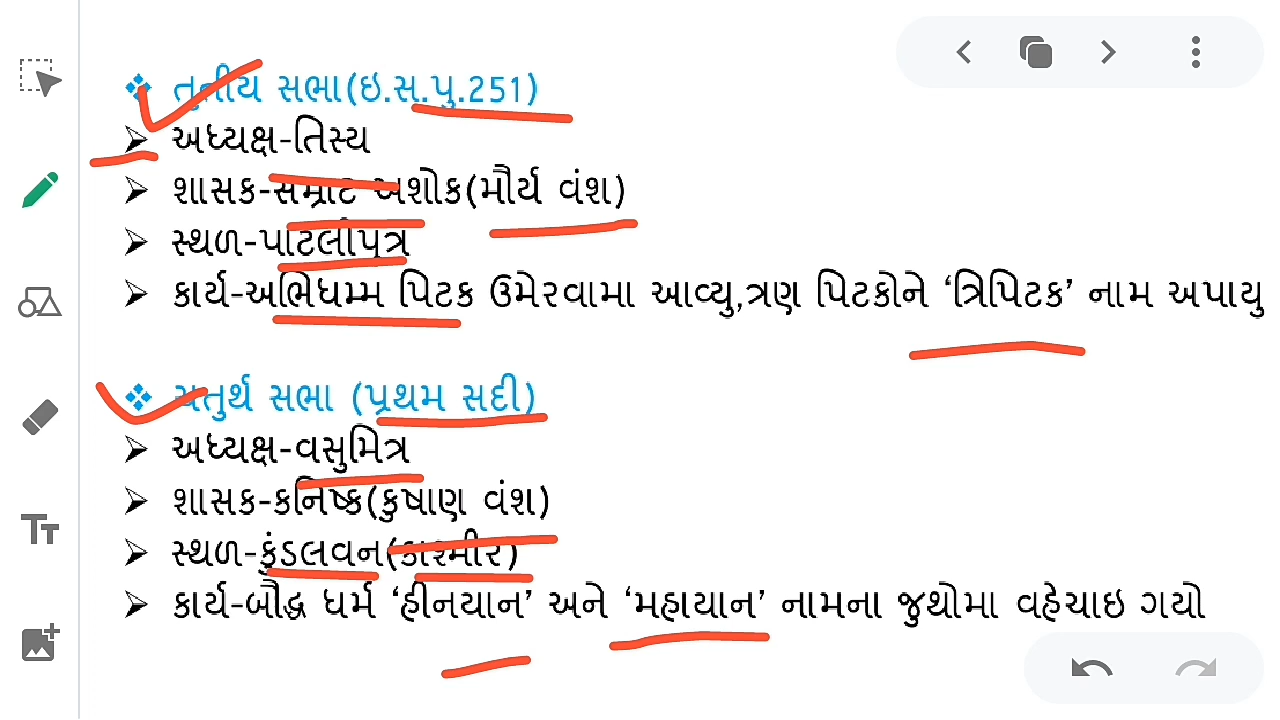 ❖ તૃતીય સભા(ઇ.સ.પુ.251)
➢ અધ્યક્ષ-તિસ્ય
➢ શાસક-સમ્રાટ અશોક(મૌર્ય વંશ)
➢ સ્થળ-પાટલીપુત્ર
➢ કાર્ય-અભિધમ્મ પિટક ઉમેરવામા આવ્યુ,ત્રણ પિટકોને ‘ત્રિપિટક’ નામ અપાયુ
❖ ચતુર્થ સભા (પ્રથમ સદી)
➢ અધ્યક્ષ-વસુમિત્ર
➢ શાસક-કનિષ્ક(કુષાણ વંશ)
➢ સ્થળ-કુંડલવન(કાશ્મીર)
➢ કાર્ય-બૌદ્ધ ધર્મ ‘હીનયાન’ અને ‘મહાયાન’ નામના જુથોમા વહેચાઇ ગયો
Tт